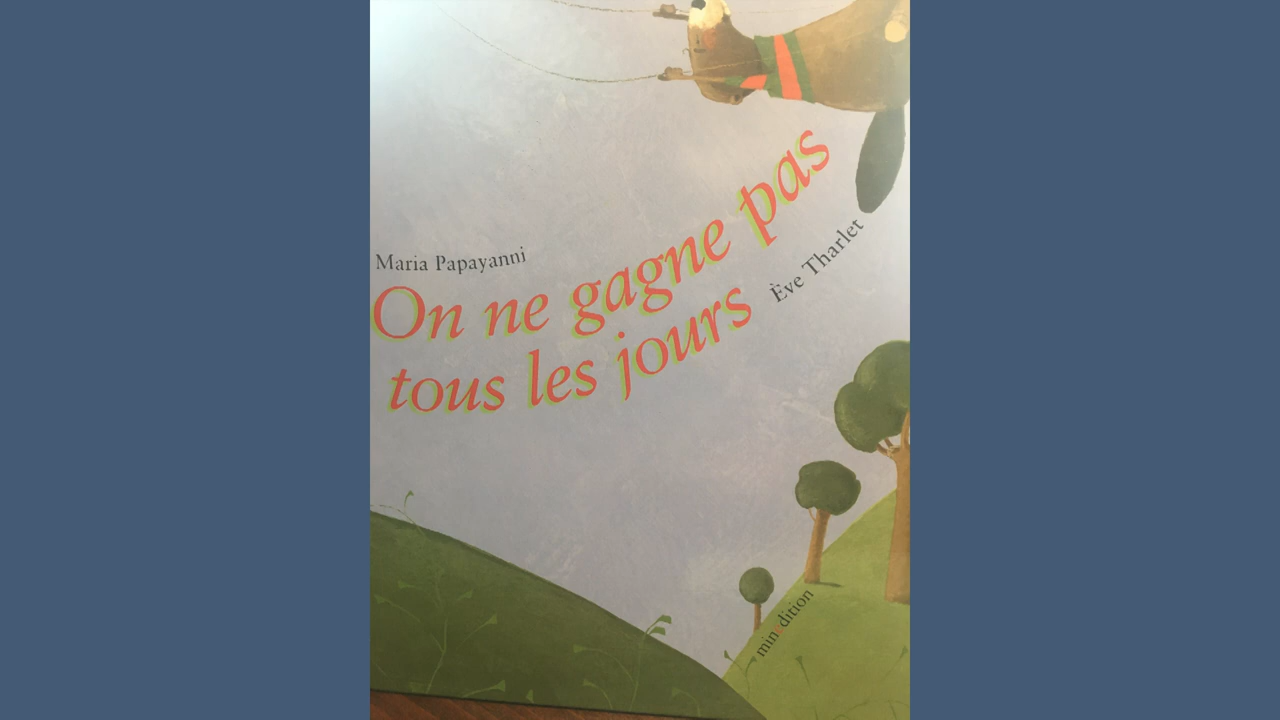 Maria Papayanni
On ne gagne pas
tous les jours
Ève Tharlet
minedition